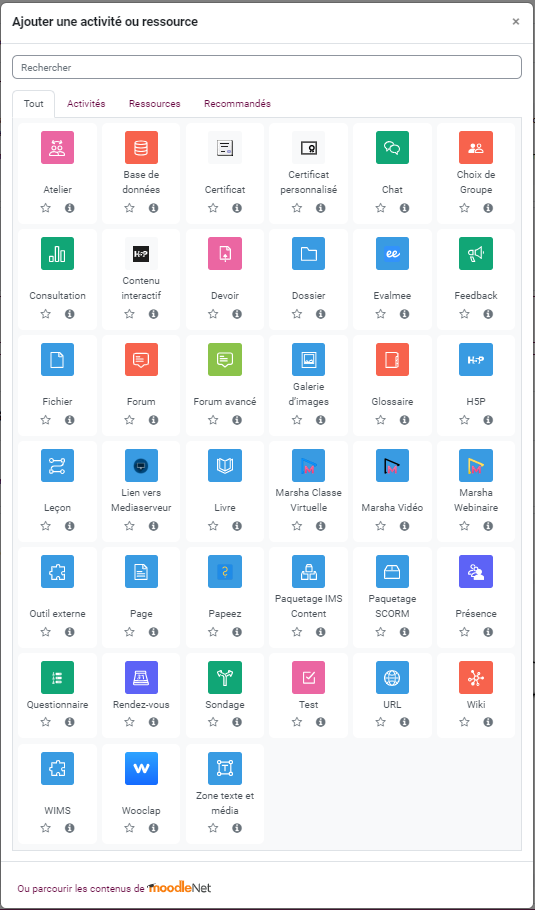 Ajouter une activité ou ressource
×
Rechercher
Tout Activités Ressources Recommandés
Atelier
Base de
données
Certificat
Certificat
personnalisé
Chat
Choix de
Groupe
Consultation
H-P
Contenu
interactif
Devoir
Dossier
ee
Evalmee
Feedback
Fichier
Forum
Forum avancé
Galerie
d'images
Glossaire
H-P
H5P
Leçon
Lien vers
Mediaserveur
Livre
Marsha Classe
Virtuelle
Marsha Vidéo
Marsha
Webinaire
Outil externe
Page
Papeez
Paquetage IMS
Content
Paquetage
SCORM
Présence
Questionnaire
Rendez-vous
Sondage
Test
URL
Wiki
WIMS
w
Wooclap
T
Zone texte et
média
Ou parcourir les contenus de moodleNet